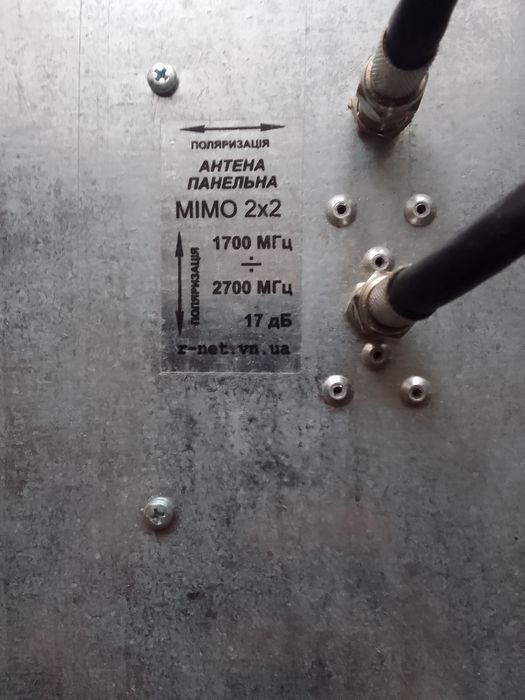 ПОЛЯРИЗАЦІЯ
АНТЕНА
ПАНЕЛЬНА
MIMO 2x2
ПОЛЯРИЗАЦІЯ
1700 МГц
÷
2700 МГц
17 дБ
r-net.vn.ua